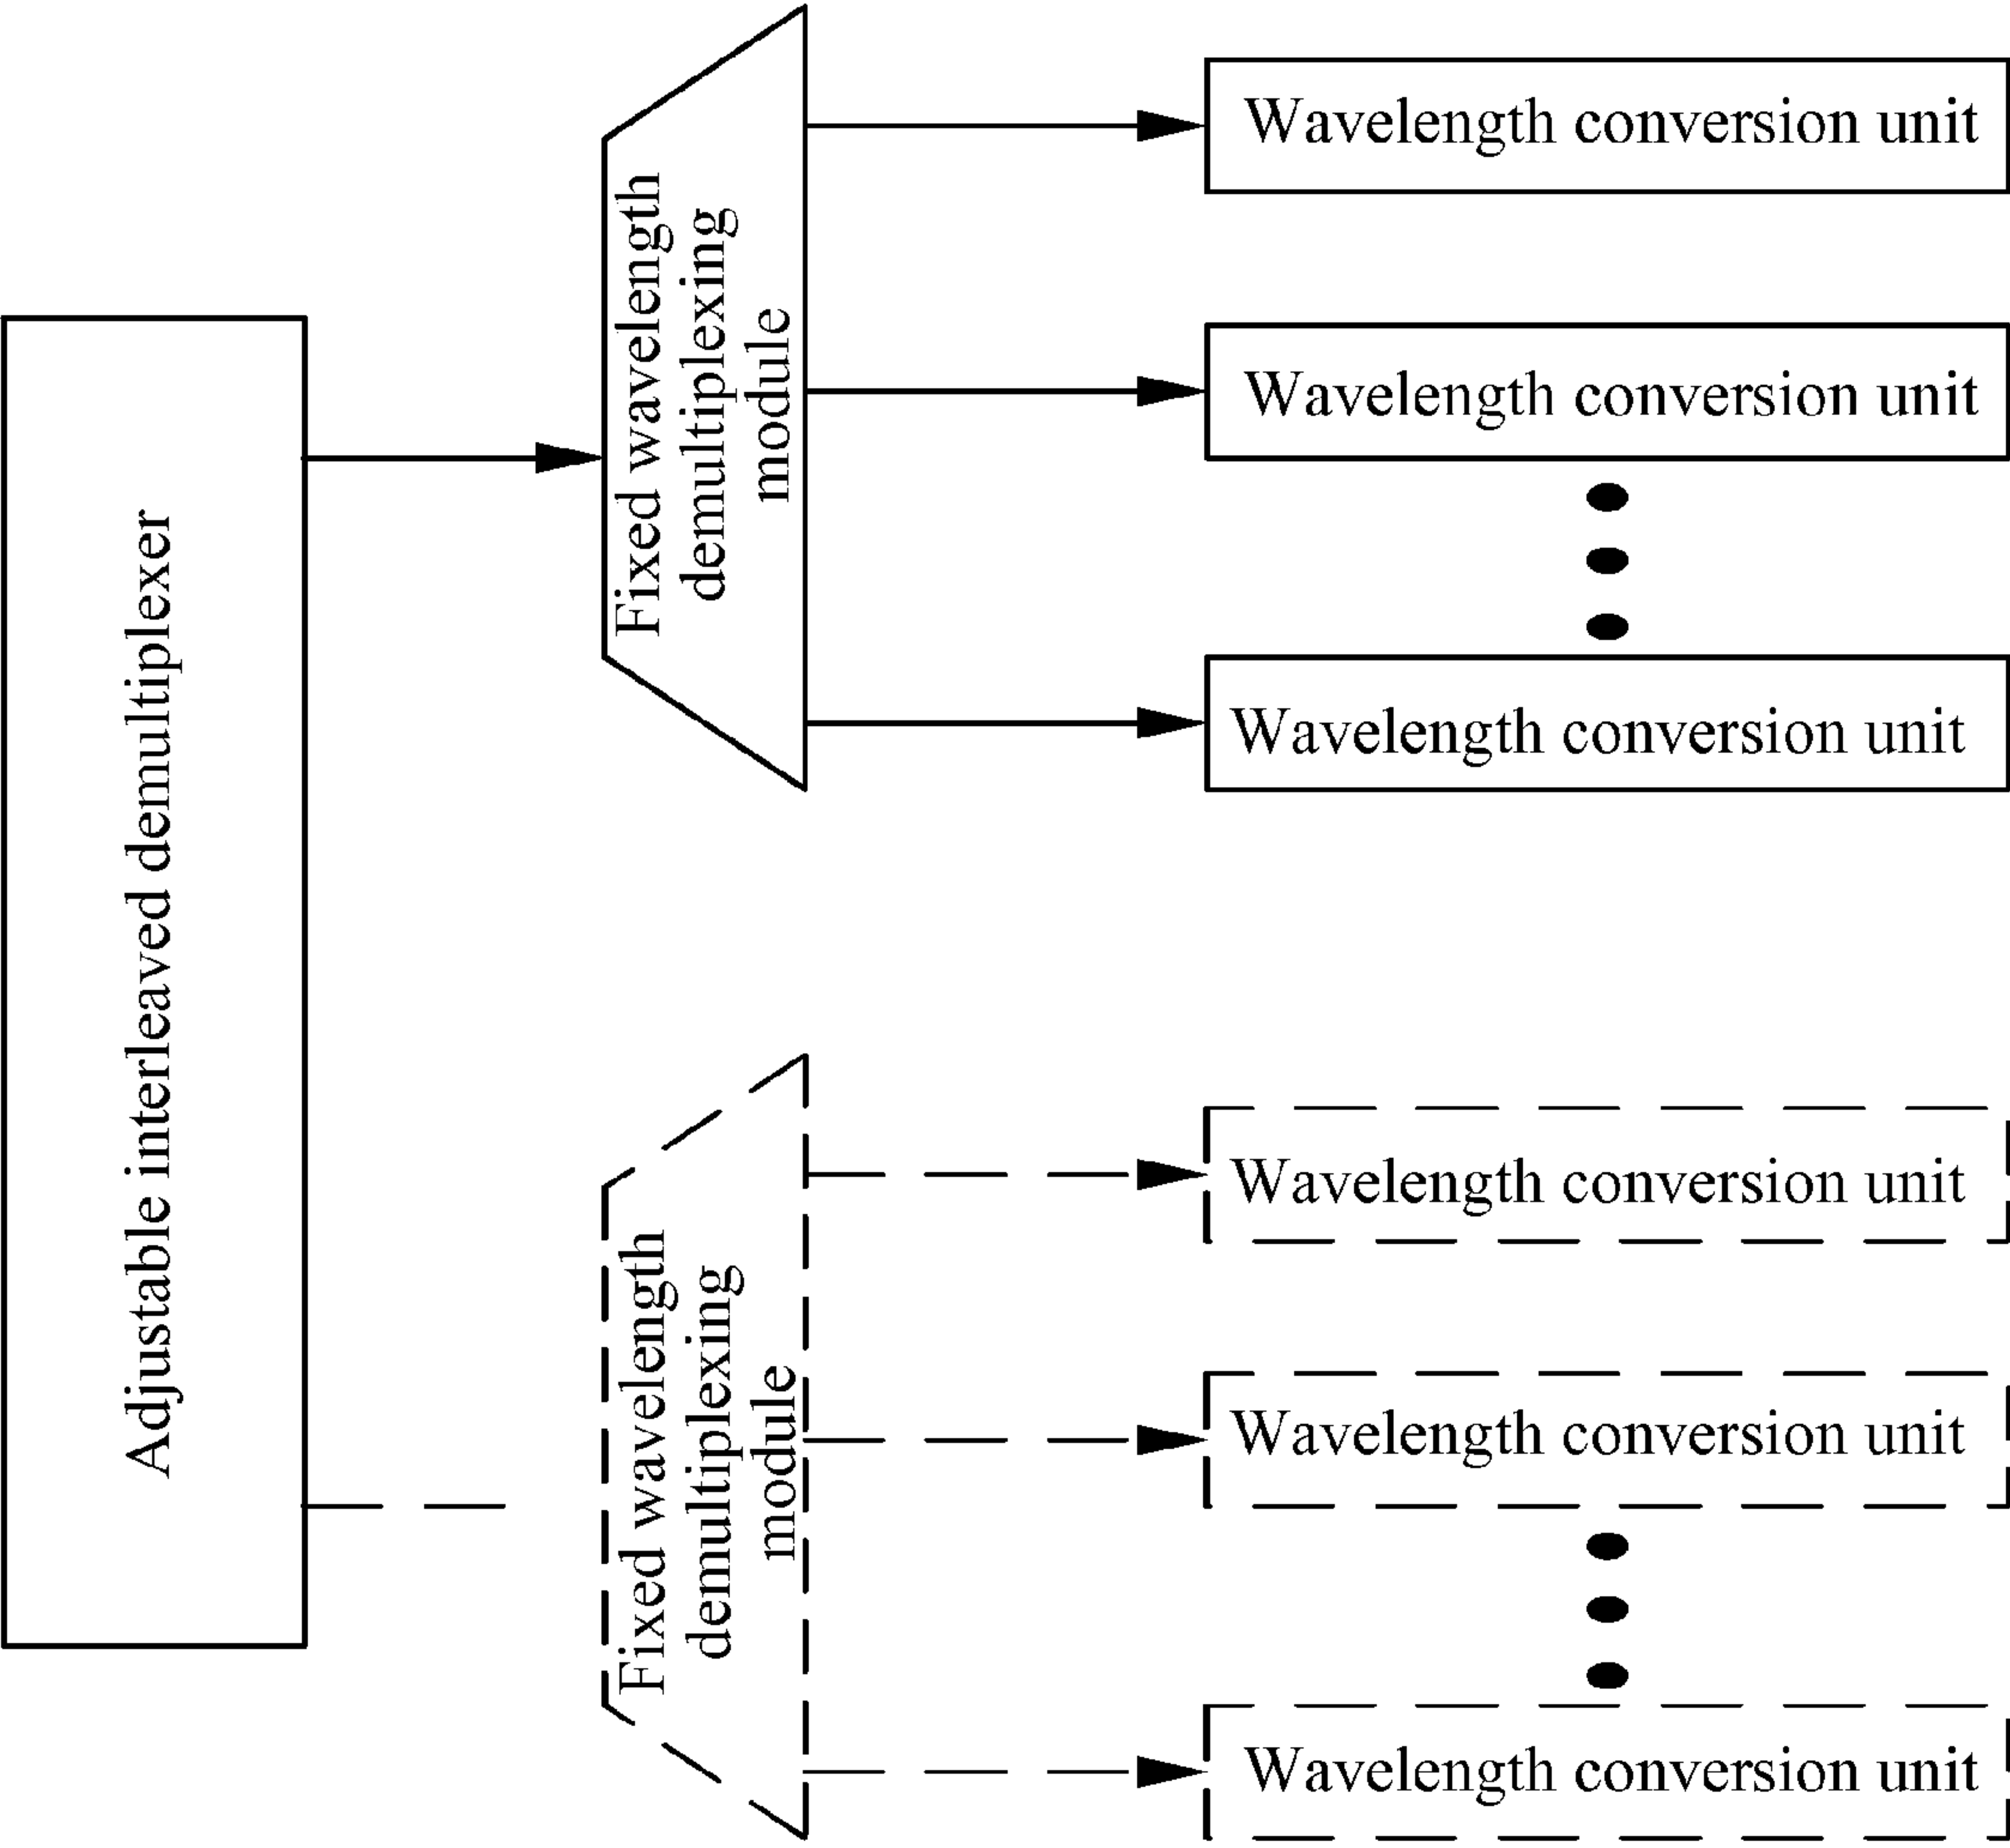 Adjustable interleaved demultiplexer
Fixed wavelength
demultiplexing
module
Wavelength conversion unit
Wavelength conversion unit
Wavelength conversion unit
Fixed wavelength
demultiplexing
module
Wavelength conversion unit
Wavelength conversion unit
Wavelength conversion unit